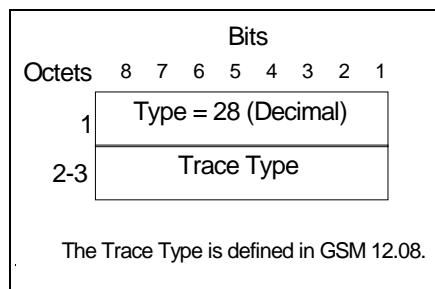 Bits
Octets 8 7 6 5 4 3 2 1
1 Type = 28 (Decimal)
2-3 Trace Type
The Trace Type is defined in GSM 12.08.